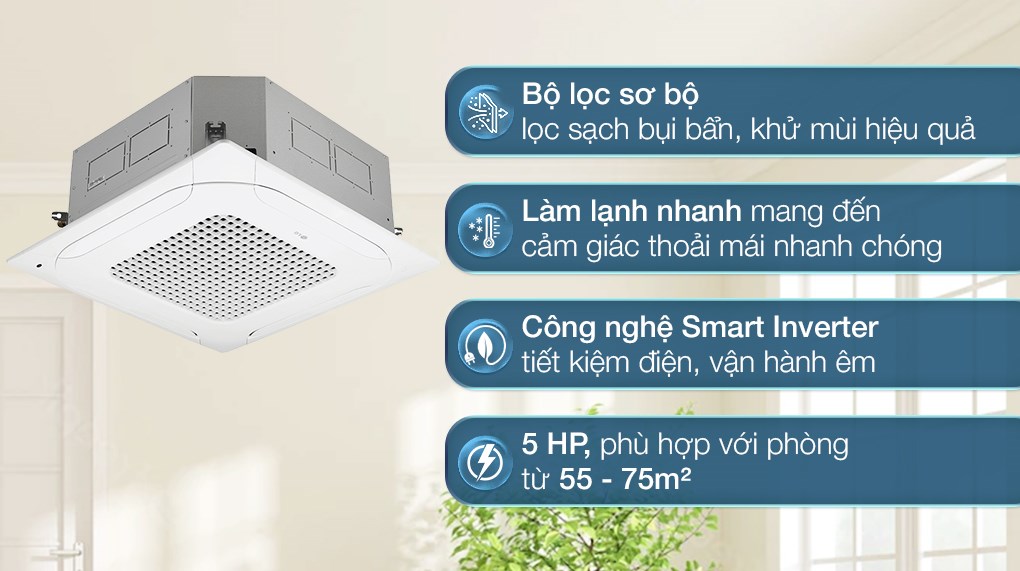 Bộ lọc sơ bộ
lọc sạch bụi bẩn, khử mùi hiệu quả
Làm lạnh nhanh mang đến
cảm giác thoải mái nhanh chóng
Công nghệ Smart Inverter
tiết kiệm điện, vận hành êm
5 HP, phù hợp với phòng
từ 55 - 75m²